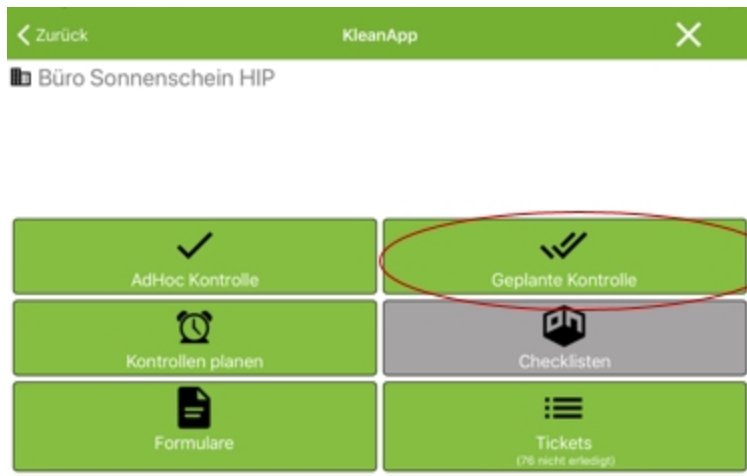 Zurück
KleanApp
Büro Sonnenschein HIP
AdHoc Kontrolle
Geplante Kontrolle
Kontrollen planen
Checklisten
Formulare
Tickets
(76 nicht erledigt)